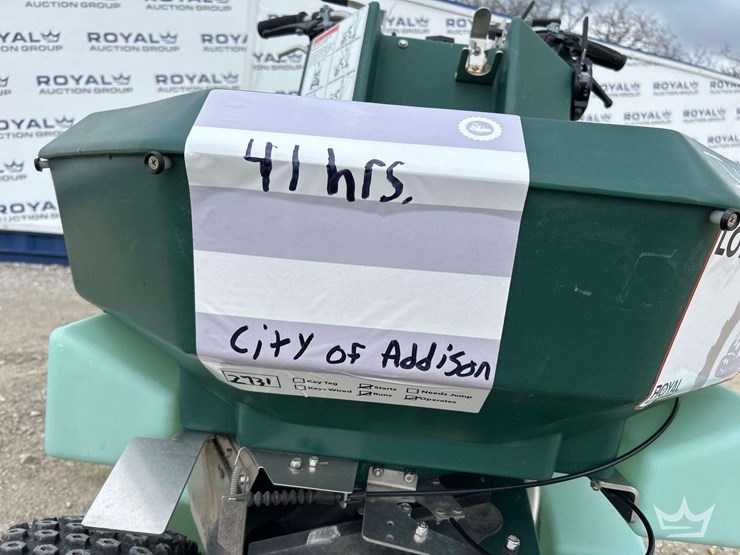 ROYAL
AUCTION GROUP
41 hrs.
City of Addison
2731
Key Tag Starts Needs Jump
Key=Wired Runs Operates
LO
ROYAL